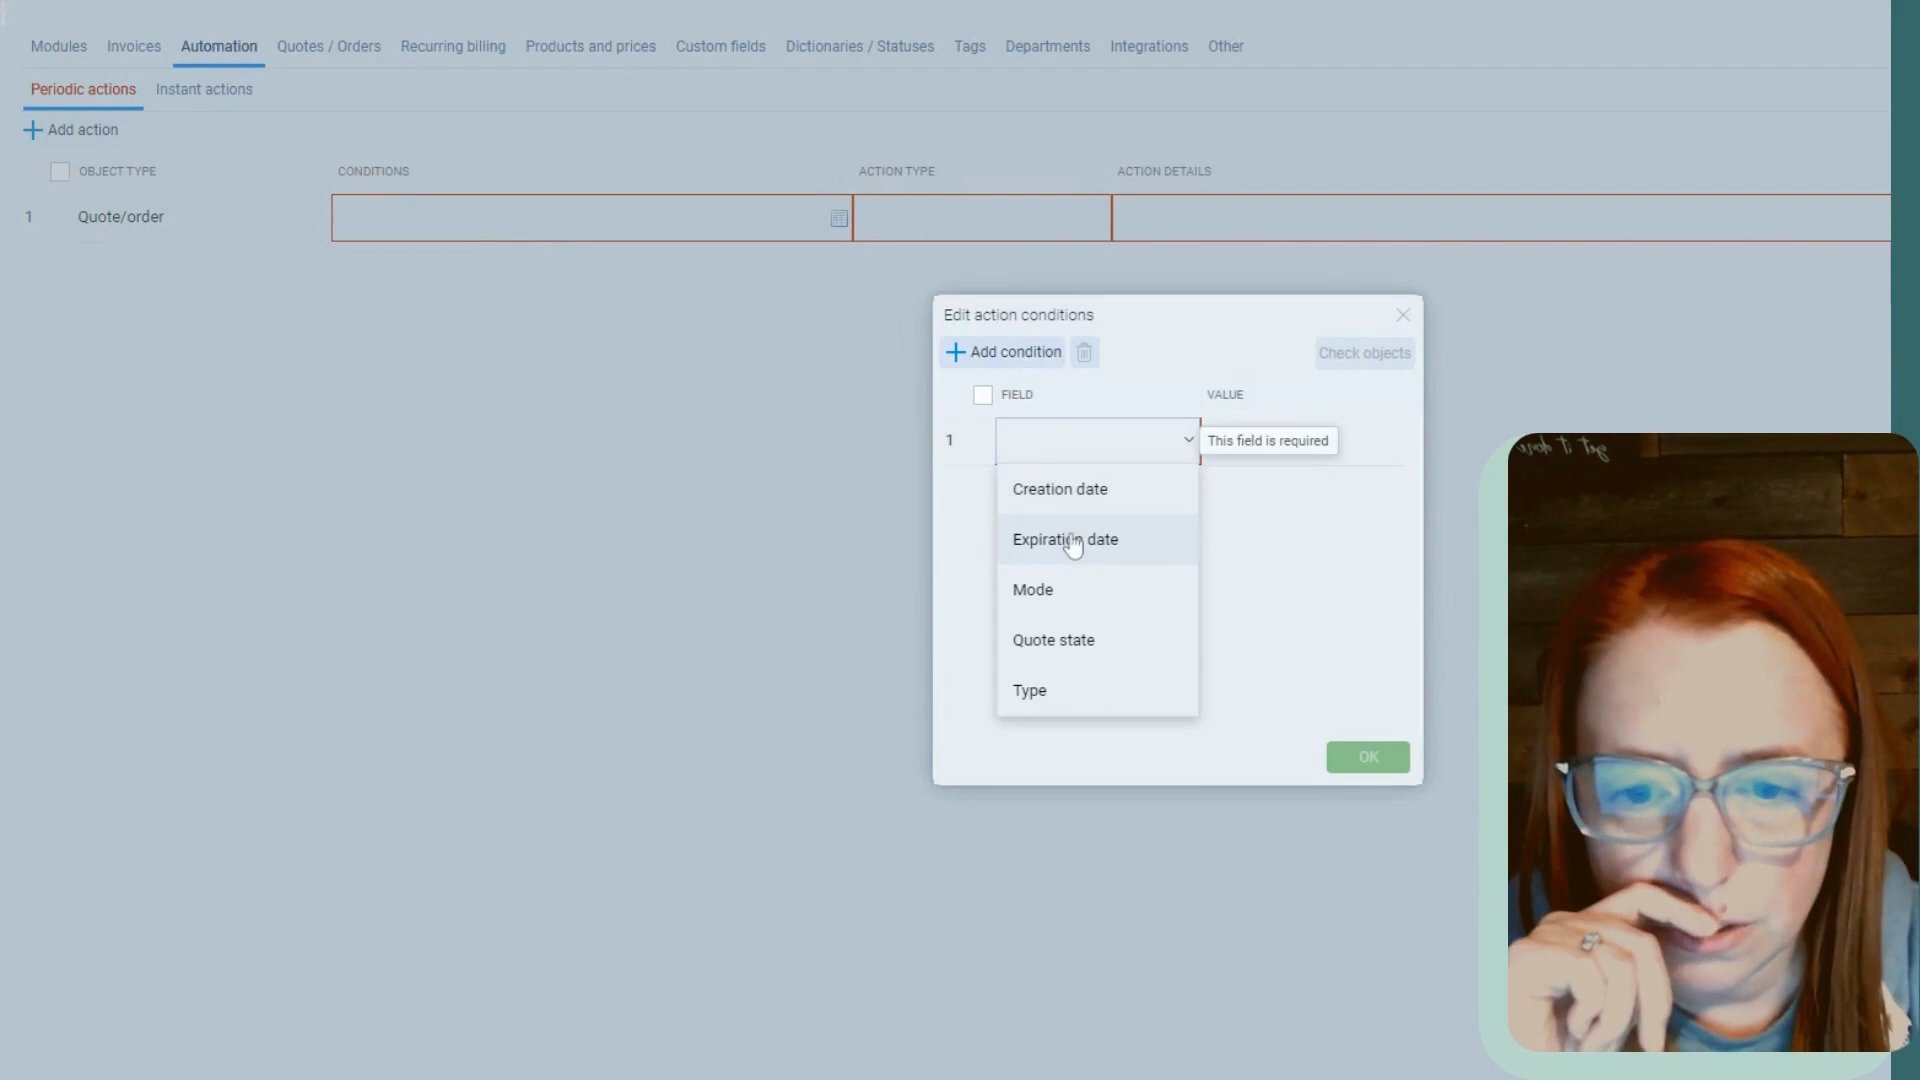 Modules Invoices Automation Quotes / Orders Recurring billing Products and prices Custom fields Dictionaries / Statuses Tags Departments Integrations Other
Periodic actions Instant actions
Add action
OBJECT TYPE CONDITIONS ACTION TYPE ACTION DETAILS
1 Quote/order
Edit action conditions
Add condition Check objects
FIELD VALUE
1 This field is required
Creation date
Expiration date
Mode
Quote state
Type
OK
get it done